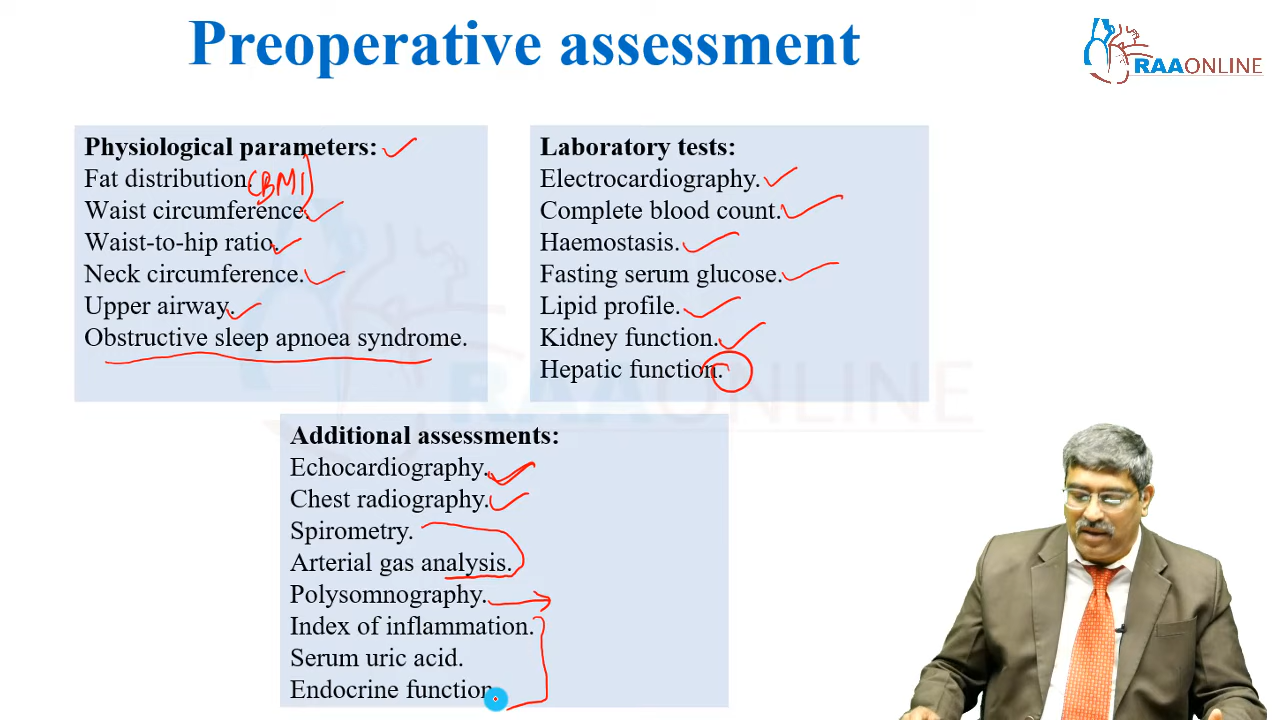 Preoperative assessment
RAAONLINE
Physiological parameters:
Fat distribution. (BMI)
Waist circumference.
Waist-to-hip ratio.
Neck circumference.
Upper airway.
Obstructive sleep apnoea syndrome.
Laboratory tests:
Electrocardiography.
Complete blood count.
Haemostasis.
Fasting serum glucose.
Lipid profile.
Kidney function.
Hepatic function.
RAAONLINE
Additional assessments:
Echocardiography.
Chest radiography.
Spirometry.
Arterial gas analysis.
Polysomnography.
Index of inflammation.
Serum uric acid.
Endocrine function